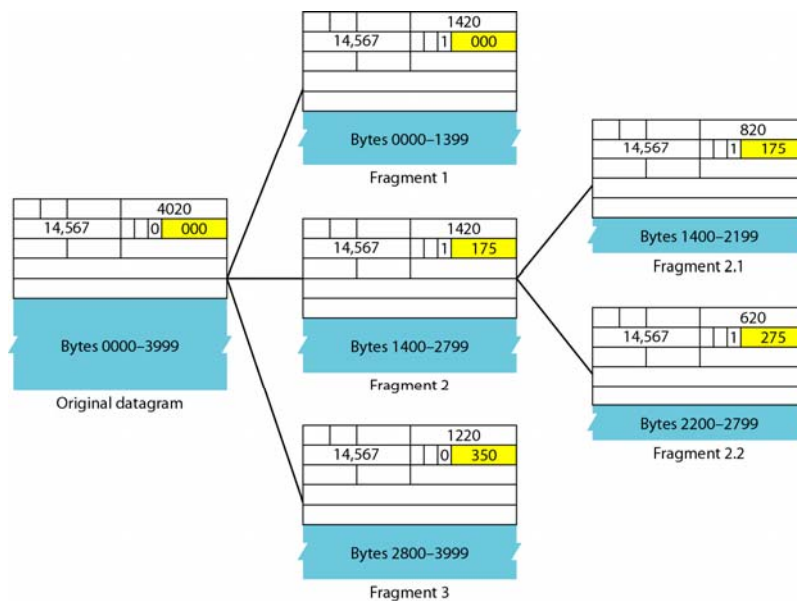 1420
14,567 1 000
Bytes 0000–1399
Fragment 1
4020
14,567 0 000
Bytes 0000–3999
Original datagram
1420
14,567 1 175
Bytes 1400–2799
Fragment 2
1220
14,567 0 350
Bytes 2800–3999
Fragment 3
820
14,567 1 175
Bytes 1400–2199
Fragment 2.1
620
14,567 1 275
Bytes 2200–2799
Fragment 2.2